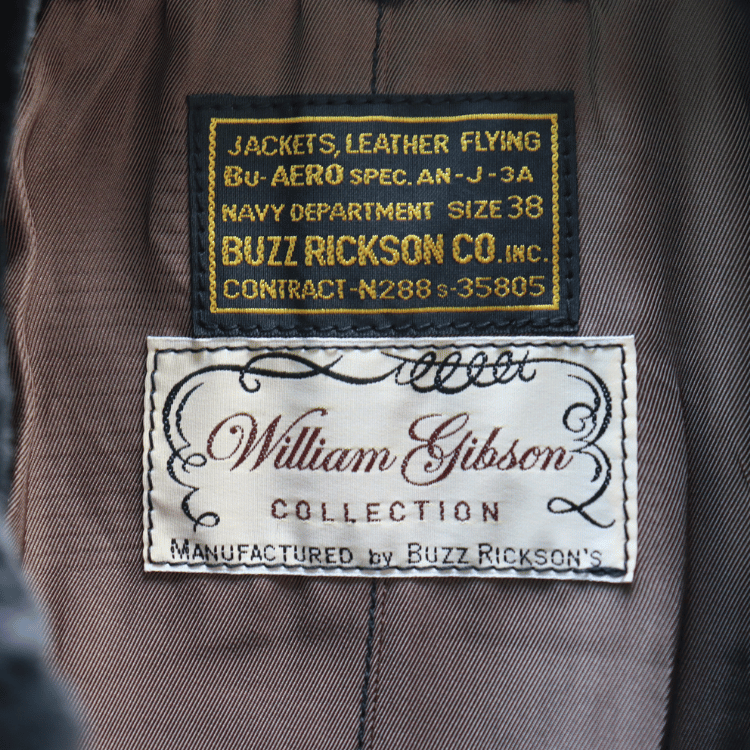 JACKETS, LEATHER FLYING
BU-AERO SPEC. AN-J-3A
NAVY DEPARTMENT SIZE 38
BUZZ RICKSON CO. INC.
CONTRACT-N288s-35805
William Gibson
COLLECTION
MANUFACTURED by BUZZ RICKSON'S